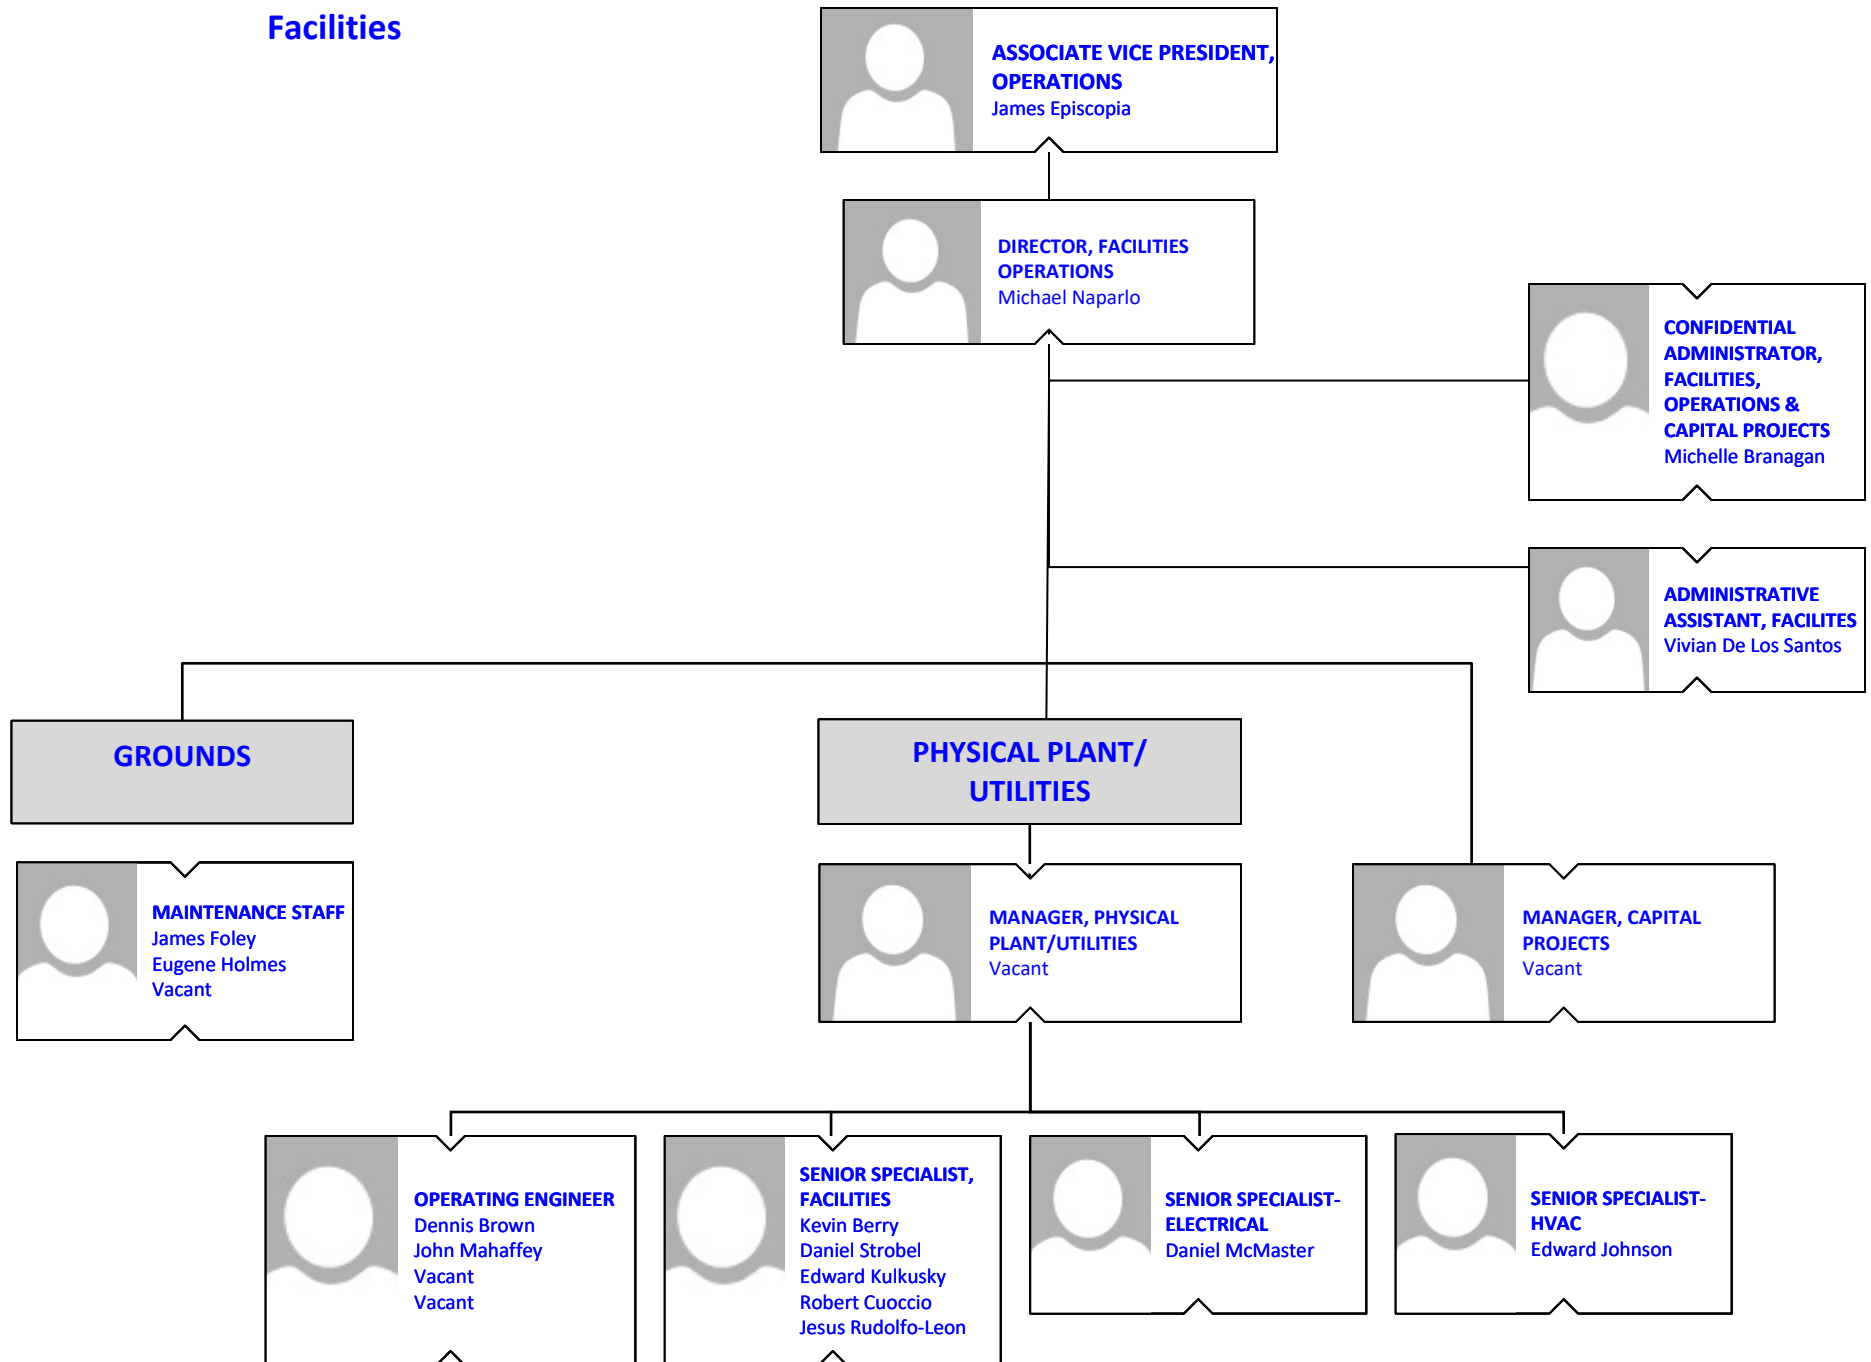 Facilities
ASSOCIATE VICE PRESIDENT,
OPERATIONS
James Episcopia
DIRECTOR, FACILITIES
OPERATIONS
Michael Naparlo
CONFIDENTIAL
ADMINISTRATOR,
FACILITIES,
OPERATIONS &
CAPITAL PROJECTS
Michelle Branagan
ADMINISTRATIVE
ASSISTANT, FACILITES
Vivian De Los Santos
GROUNDS
PHYSICAL PLANT/
UTILITIES
MAINTENANCE STAFF
James Foley
Eugene Holmes
Vacant
MANAGER, PHYSICAL
PLANT/UTILITIES
Vacant
MANAGER, CAPITAL
PROJECTS
Vacant
OPERATING ENGINEER
Dennis Brown
John Mahaffey
Vacant
Vacant
SENIOR SPECIALIST,
FACILITIES
Kevin Berry
Daniel Strobel
Edward Kulkusky
Robert Cuoccio
Jesus Rudolfo-Leon
SENIOR SPECIALIST-
ELECTRICAL
Daniel McMaster
SENIOR SPECIALIST-
HVAC
Edward Johnson